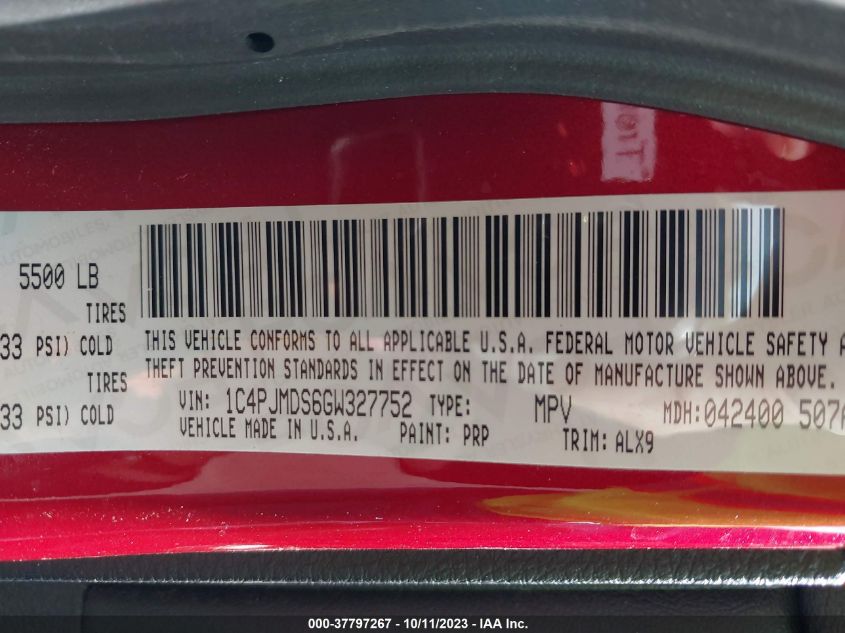 5500 LB
TIRES
33 PSI) COLD
TIRES
33 PSI) COLD
THIS VEHICLE CONFORMS TO ALL APPLICABLE U.S.A. FEDERAL MOTOR VEHICLE SAFETY A
THEFT PREVENTION STANDARDS IN EFFECT ON THE DATE OF MANUFACTURE SHOWN ABOVE.
VIN: 1C4PJMDS6GW327752 TYPE: MPV MDH:042400 507A
VEHICLE MADE IN U.S.A. PAINT: PRP TRIM: ALX9
000-37797267 - 10/11/2023 - IAA Inc.